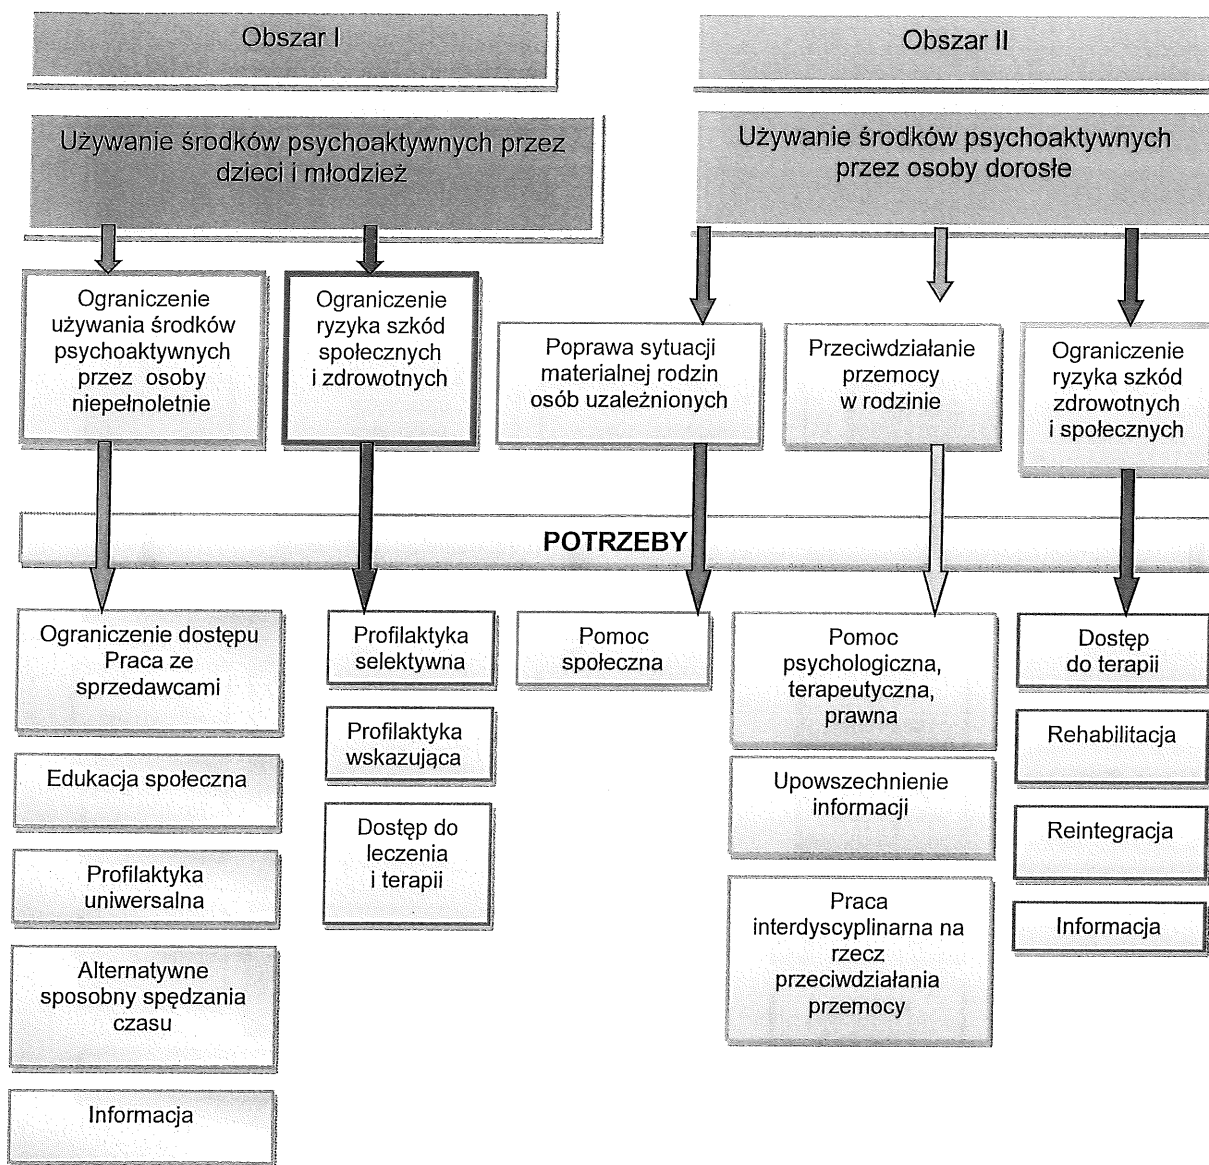 Obszar I
Obszar II
Używanie środków psychoaktywnych przez
dzieci i młodzież
Używanie środków psychoaktywnych
przez osoby dorosłe
Ograniczenie
używania środków
psychoaktywnych
przez osoby
niepełnoletnie
Ograniczenie
ryzyka szkód
społecznych
i zdrowotnych
Poprawa sytuacji
materialnej rodzin
osób uzależnionych
Przeciwdziałanie
przemocy
w rodzinie
Ograniczenie
ryzyka szkód
zdrowotnych
i społecznych
POTRZEBY
Ograniczenie dostępu
Praca ze
sprzedawcami
Edukacja społeczna
Profilaktyka
uniwersalna
Alternatywne
sposobny spędzania
czasu
Informacja
Profilaktyka
selektywna
Profilaktyka
wskazująca
Dostęp do
leczenia
i terapii
Pomoc
społeczna
Pomoc
psychologiczna,
terapeutyczna,
prawna
Upowszechnienie
informacji
Praca
interdyscyplinarna na
rzecz
przeciwdziałania
przemocy
Dostęp
do terapii
Rehabilitacja
Reintegracja
Informacja